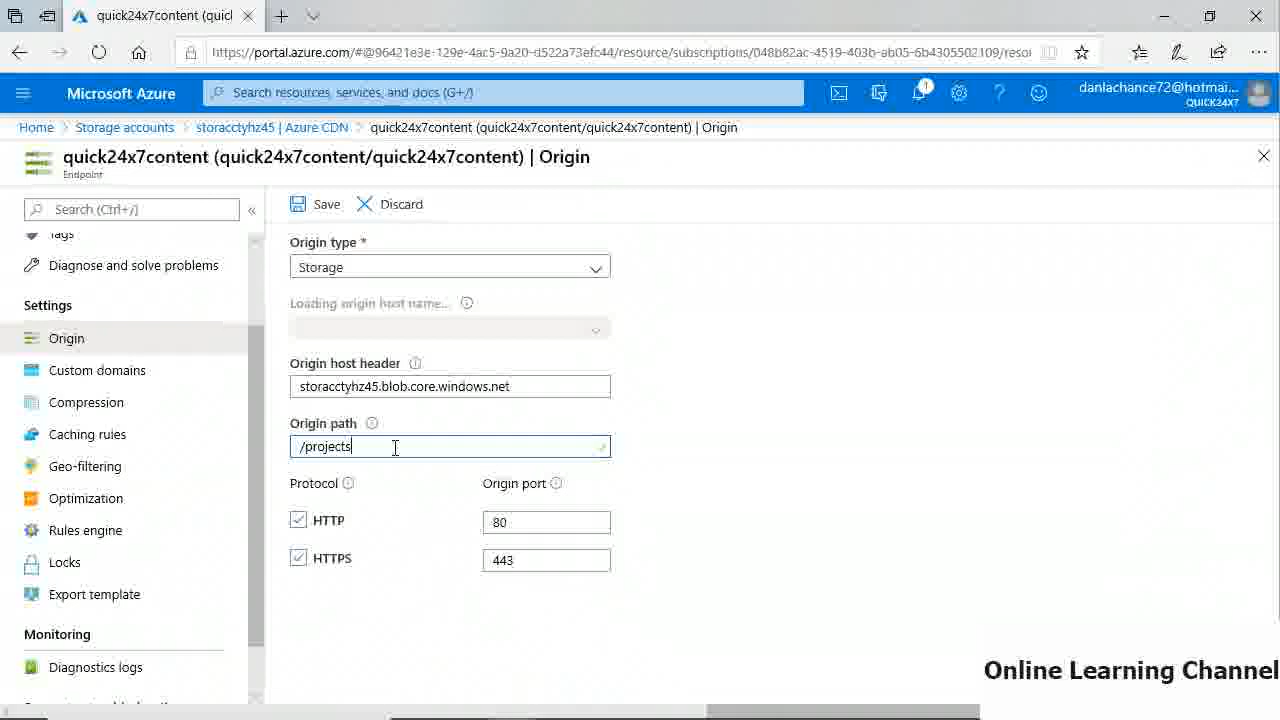 quick24x7content (quicl
https://portal.azure.com/#@96421e3e-129e-4ac5-9a20-d522a73efc44/resource/subscriptions/048b82ac-4519-403b-ab05-6b4305502109/resoi
Microsoft Azure
Search resources, services, and docs (G+/)
1
danlachance72@hotmai...
QUICK24X7
Home > Storage accounts > storacctyhz45 | Azure CDN > quick24x7content (quick24x7content/quick24x7content) | Origin
quick24x7content (quick24x7content/quick24x7content) | Origin
Endpoint
Search (Ctrl+/)
«
Save
Discard
Tags
Diagnose and solve problems
Settings
Origin
Custom domains
Compression
Caching rules
Geo-filtering
Optimization
Rules engine
Locks
Export template
Monitoring
Diagnostics logs
Origin type *
Storage
Loading origin host name...
Origin host header
storacctyhz45.blob.core.windows.net
Origin path
/projects
Protocol
Origin port
HTTP
80
HTTPS
443
Online Learning Channel